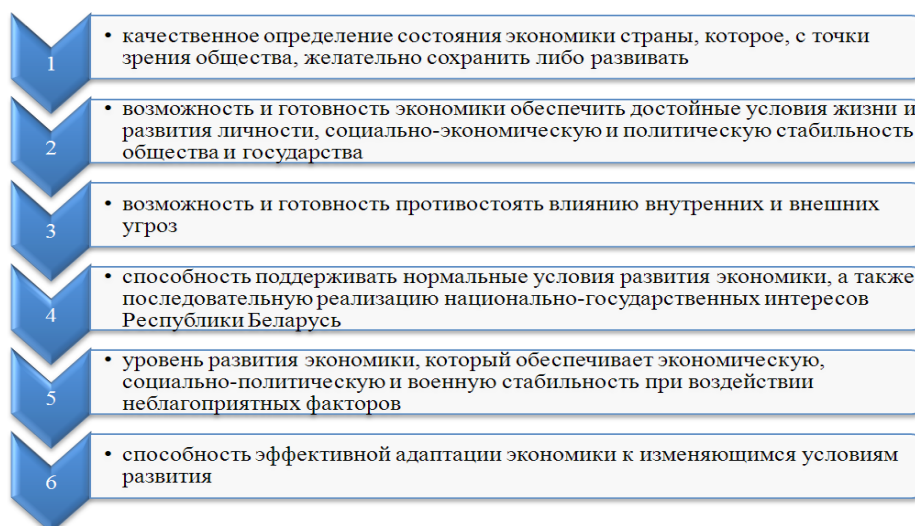 1
• качественное определение состояния экономики страны, которое, с точки
зрения общества, желательно сохранить либо развивать
2
• возможность и готовность экономики обеспечить достойные условия жизни и
развития личности, социально-экономическую и политическую стабильность
общества и государства
3
• возможность и готовность противостоять влиянию внутренних и внешних
угроз
4
• способность поддерживать нормальные условия развития экономики, а также
последовательную реализацию национально-государственных интересов
Республики Беларусь
5
• уровень развития экономики, который обеспечивает экономическую,
социально-политическую и военную стабильность при воздействии
неблагоприятных факторов
6
• способность эффективной адаптации экономики к изменяющимся условиям
развития